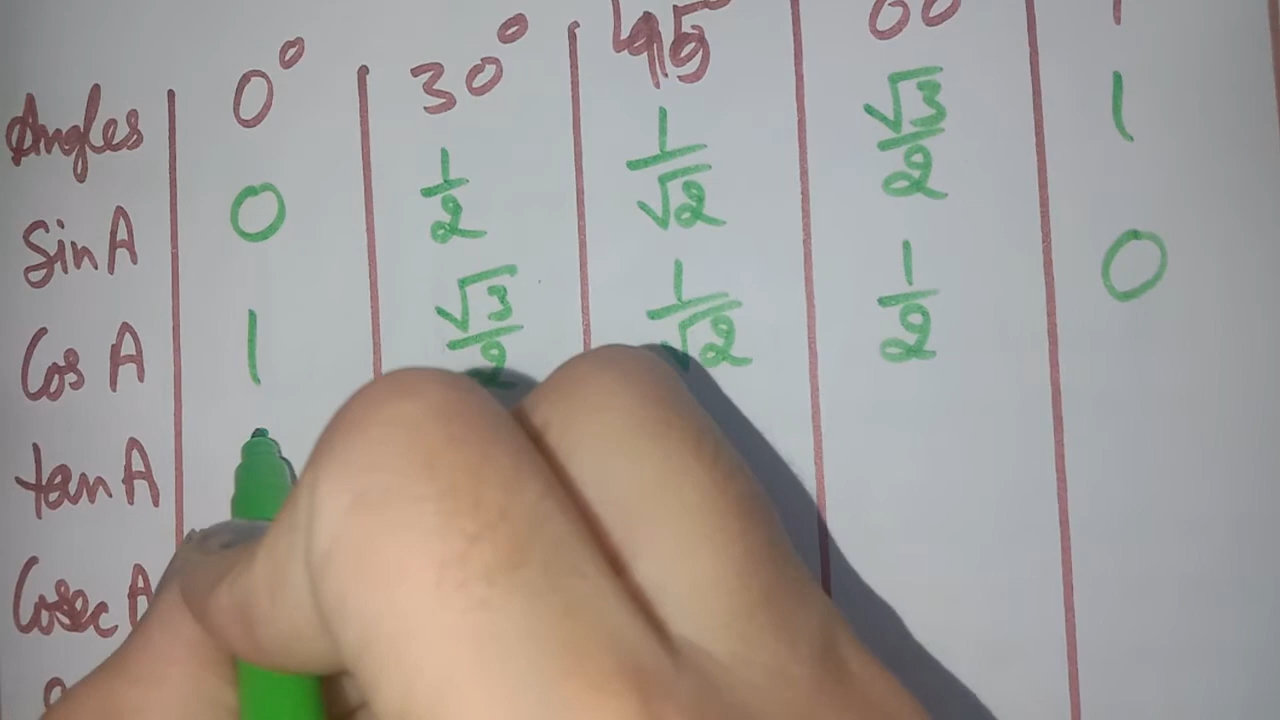 Angles 0° 30° 45°
Sin A 0 1/2 1/√2 √3/2 1
Cos A 1 √3/2 1/√2 1/2 0
tan A
Cosec A